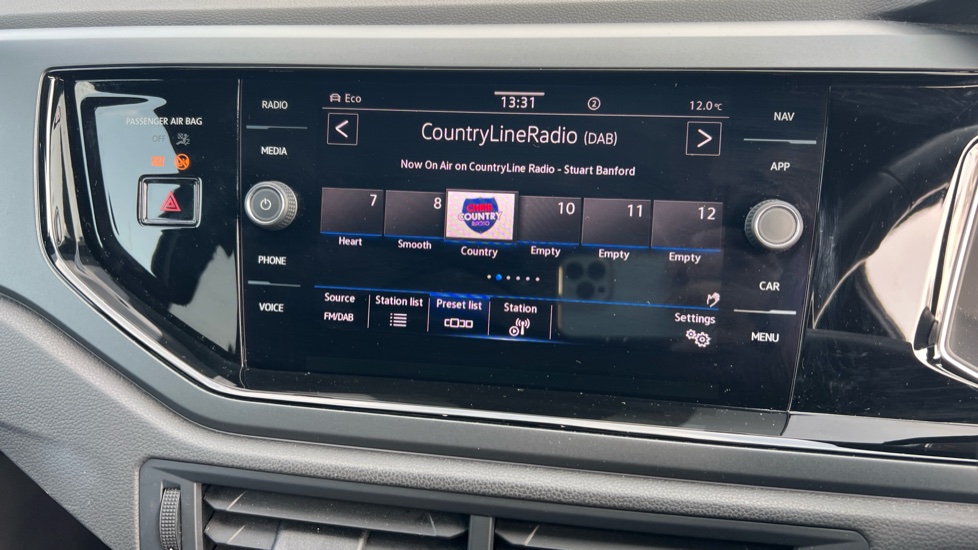 PASSENGER AIR BAG
OFF
RADIO
MEDIA
PHONE
VOICE
Eco
13:31
2
12.0°C
< CountryLineRadio (DAB) >
Now On Air on CountryLine Radio - Stuart Banford
7 8 10 11 12
COUNTRY
Heart Smooth Country Empty Empty Empty
Source Station list Preset list Station Settings
FM/DAB
NAV
APP
CAR
MENU